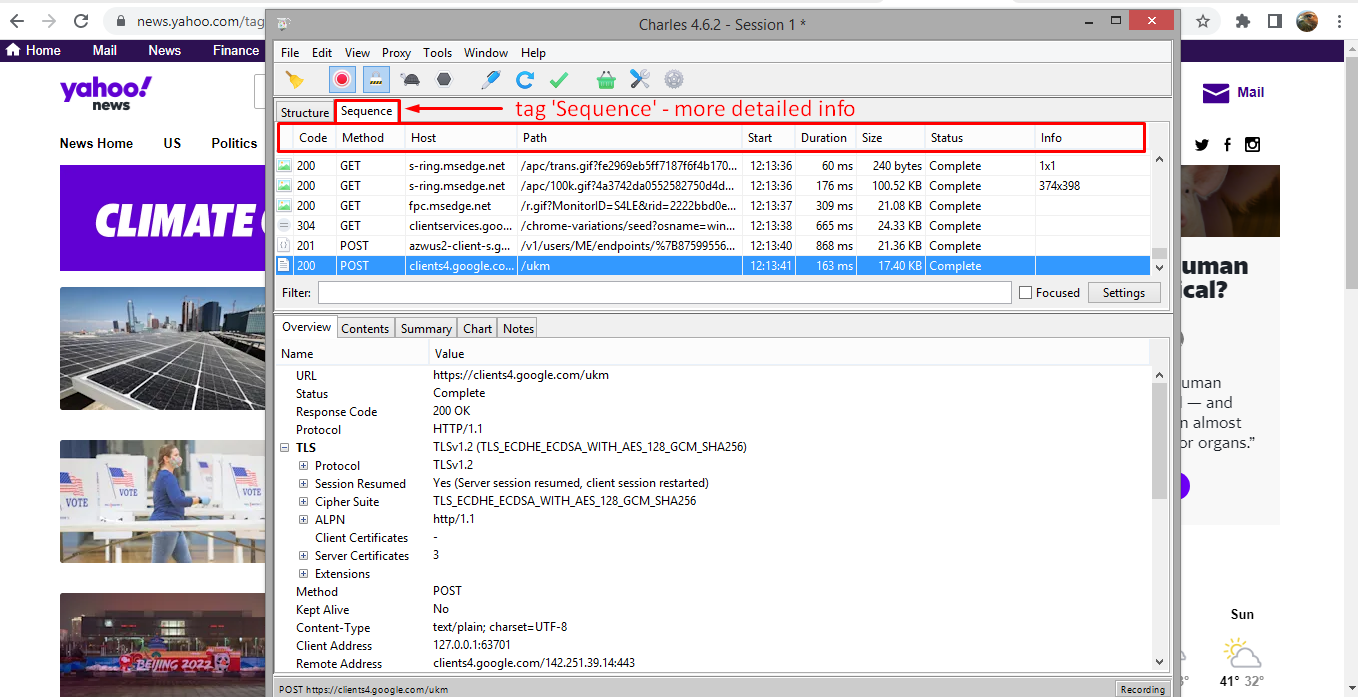 news.yahoo.com/tag
Charles 4.6.2 - Session 1 *
Home Mail News Finance
File Edit View Proxy Tools Window Help
yahoo!
news
Mail
Structure Sequence tag 'Sequence' - more detailed info
News Home US Politics
Code Method Host Path Start Duration Size Status Info
200 GET s-ring.msedge.net /apc/trans.gif?fe2969eb5ff7187f6f4b170... 12:13:36 60 ms 240 bytes Complete 1x1
200 GET s-ring.msedge.net /apc/100k.gif?4a3742da0552582750d4d... 12:13:36 176 ms 100.52 KB Complete 374x398
200 GET fpc.msedge.net /r.gif?MonitorID=S4LE&rid=2222bbd0e... 12:13:37 309 ms 21.08 KB Complete
304 GET clientservices.goo... /chrome-variations/seed?osname=win... 12:13:38 665 ms 24.33 KB Complete
201 POST azwus2-client-s.g... /v1/users/ME/endpoints/%7B87599556... 12:13:40 868 ms 21.36 KB Complete
200 POST clients4.google.co... /ukm 12:13:41 163 ms 17.40 KB Complete
CLIMATE
Filter: Focused Settings
uman
cal?
Overview Contents Summary Chart Notes
Name Value
URL https://clients4.google.com/ukm
Status Complete
Response Code 200 OK
Protocol HTTP/1.1
TLS TLSv1.2 (TLS_ECDHE_ECDSA_WITH_AES_128_GCM_SHA256)
Protocol TLSv1.2
Session Resumed Yes (Server session resumed, client session restarted)
Cipher Suite TLS_ECDHE_ECDSA_WITH_AES_128_GCM_SHA256
ALPN http/1.1
Client Certificates -
Server Certificates 3
Extensions
Method POST
Kept Alive No
Content-Type text/plain; charset=UTF-8
Client Address 127.0.0.1:63701
Remote Address clients4.google.com/142.251.39.14:443
uman
— and
n almost
or organs.”
VOTE
VOTE
VOTE
BEIJING 2022
Sun
41° 32°
POST https://clients4.google.com/ukm Recording